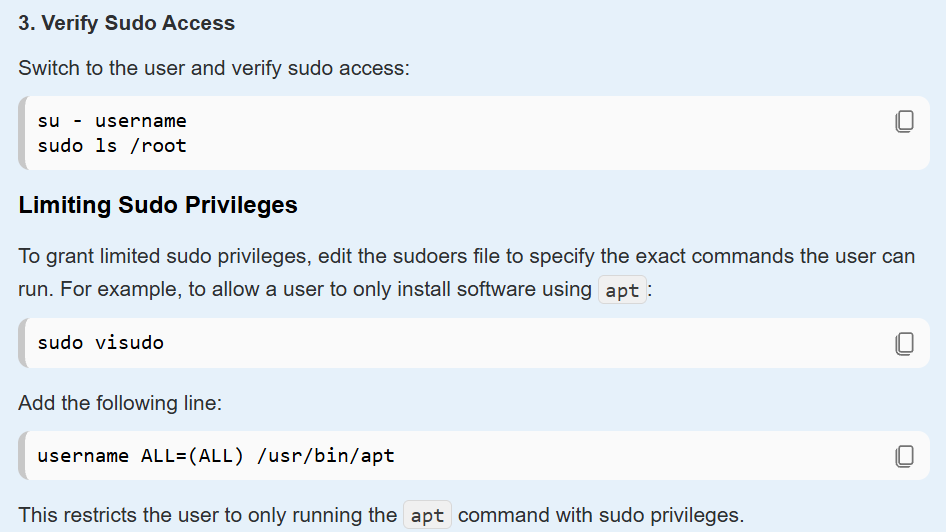 3. Verify Sudo Access
Switch to the user and verify sudo access:
su - username
sudo ls /root
Limiting Sudo Privileges
To grant limited sudo privileges, edit the sudoers file to specify the exact commands the user can
run. For example, to allow a user to only install software using apt:
sudo visudo
Add the following line:
username ALL=(ALL) /usr/bin/apt
This restricts the user to only running the apt command with sudo privileges.